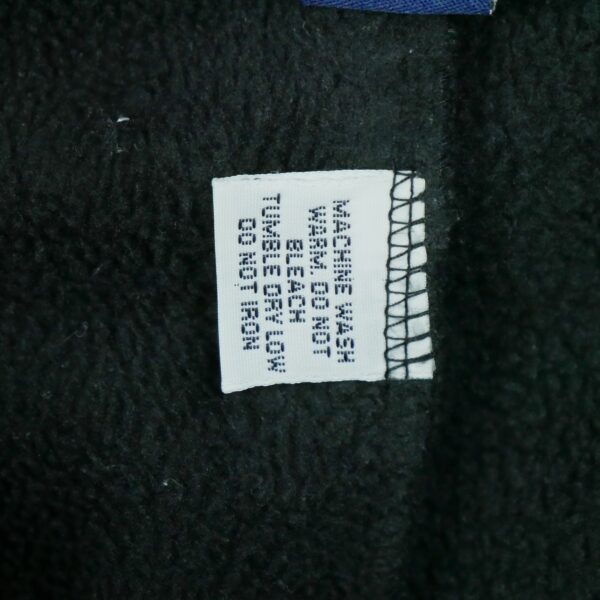 MACHINE WASH
WARM. DO NOT
BLEACH
TUMBLE DRY LOW
DO NOT IRON